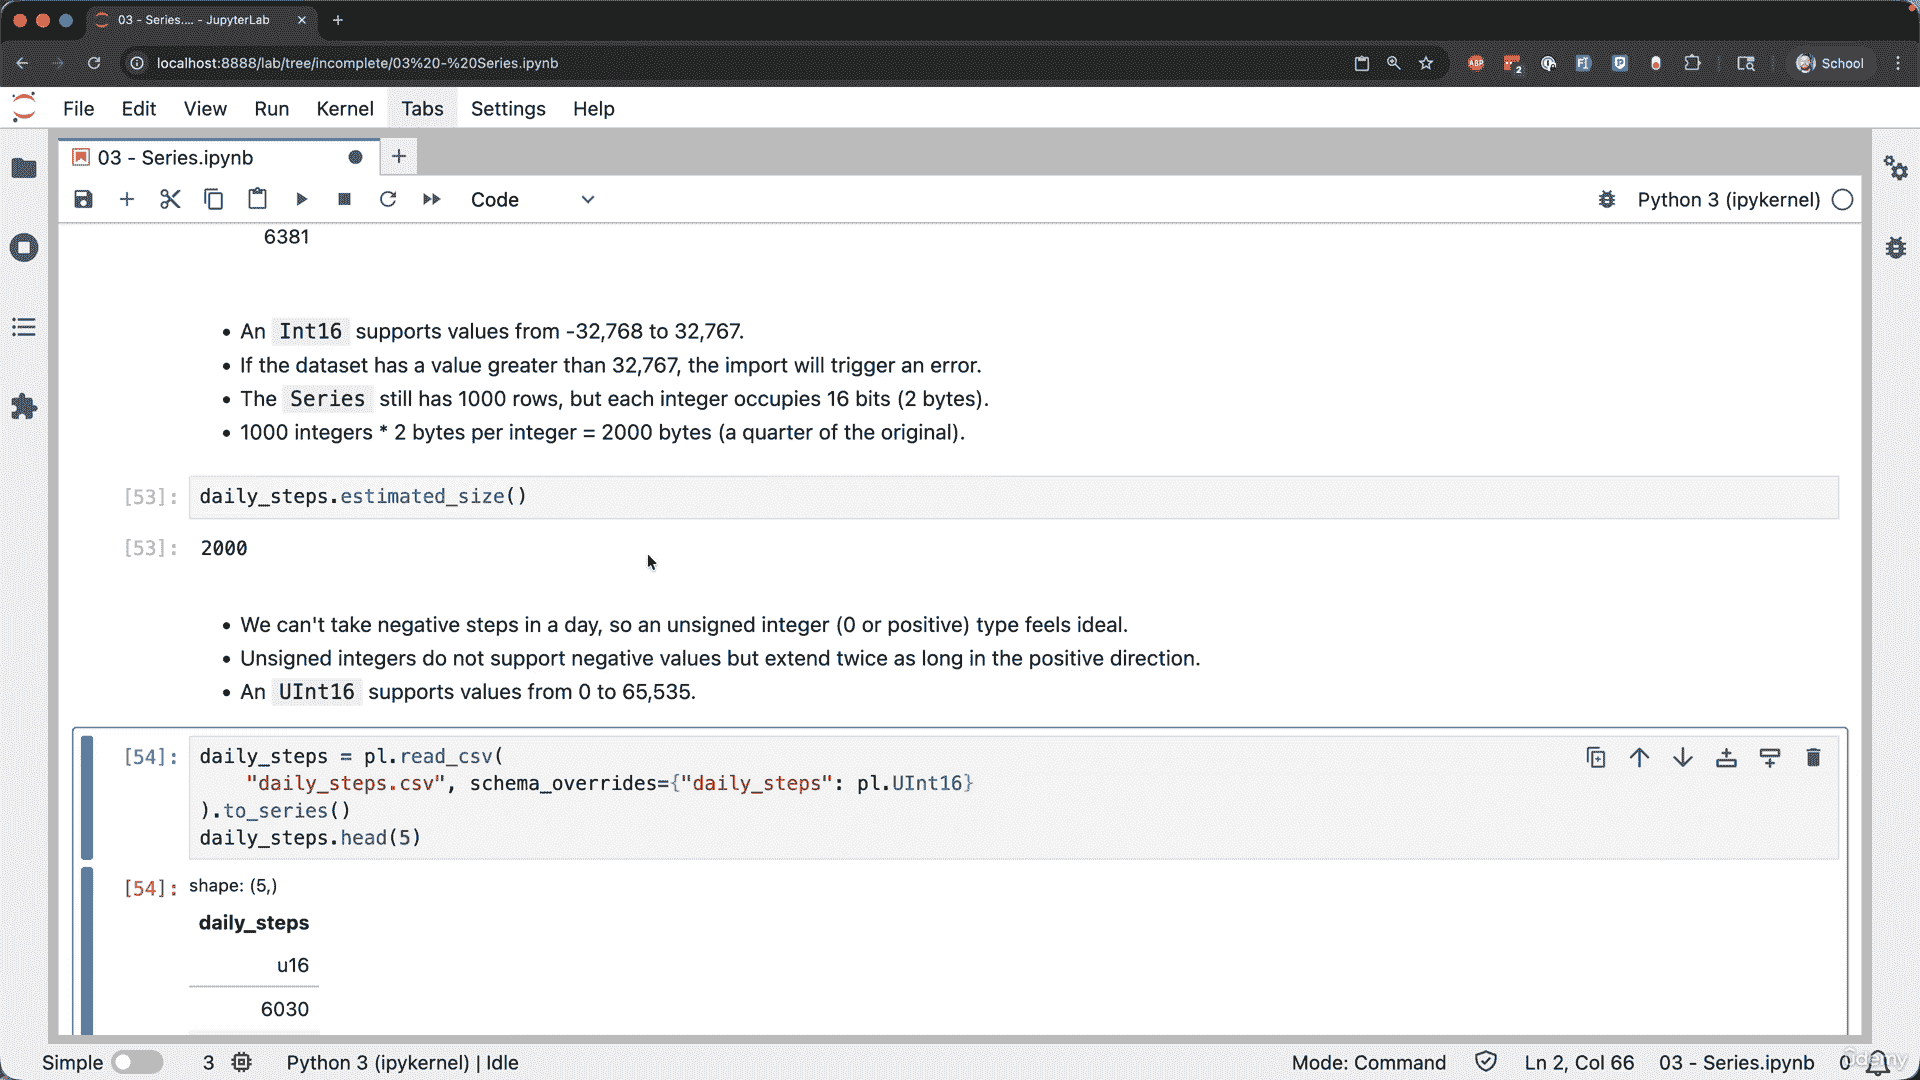 03 - Series.... - JupyterLab
localhost:8888/lab/tree/incomplete/03%20-%20Series.ipynb
ABP
2
School
File Edit View Run Kernel Tabs Settings Help
03 - Series.ipynb
Code
Python 3 (ipykernel)
6381
• An Int16 supports values from -32,768 to 32,767.
• If the dataset has a value greater than 32,767, the import will trigger an error.
• The Series still has 1000 rows, but each integer occupies 16 bits (2 bytes).
• 1000 integers * 2 bytes per integer = 2000 bytes (a quarter of the original).
[53]: daily_steps.estimated_size()
[53]: 2000
• We can't take negative steps in a day, so an unsigned integer (0 or positive) type feels ideal.
• Unsigned integers do not support negative values but extend twice as long in the positive direction.
• An UInt16 supports values from 0 to 65,535.
[54]: daily_steps = pl.read_csv(
"daily_steps.csv", schema_overrides={"daily_steps": pl.UInt16}
).to_series()
daily_steps.head(5)
[54]: shape: (5,)
daily_steps
u16
6030
Simple 3 Python 3 (ipykernel) | Idle Mode: Command Ln 2, Col 66 03 - Series.ipynb 0
udemy